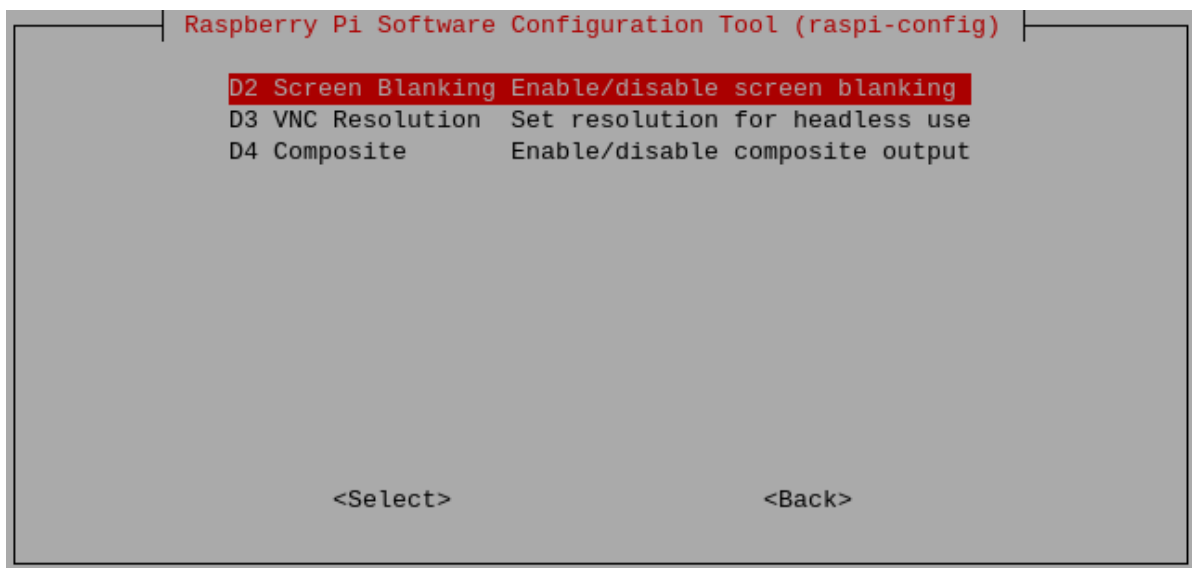 Raspberry Pi Software Configuration Tool (raspi-config)
D2 Screen Blanking Enable/disable screen blanking
D3 VNC Resolution Set resolution for headless use
D4 Composite Enable/disable composite output
<Select> <Back>